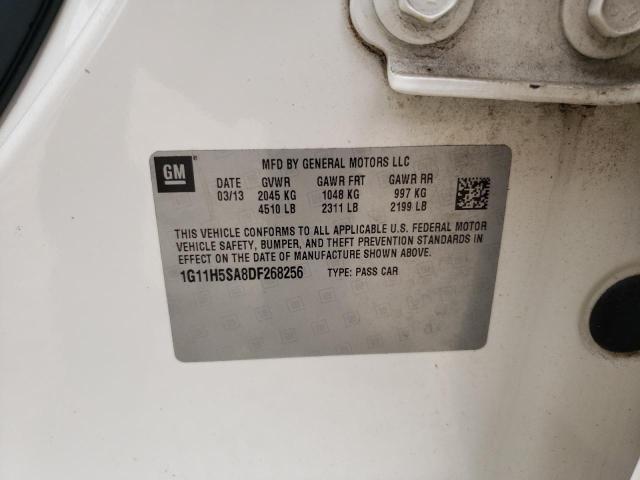 GM
MFD BY GENERAL MOTORS LLC
DATE GVWR GAWR FRT GAWR RR
03/13 2045 KG 1048 KG 997 KG
4510 LB 2311 LB 2199 LB
THIS VEHICLE CONFORMS TO ALL APPLICABLE U.S. FEDERAL MOTOR
VEHICLE SAFETY, BUMPER, AND THEFT PREVENTION STANDARDS IN
EFFECT ON THE DATE OF MANUFACTURE SHOWN ABOVE.
1G11H5SA8DF268256 TYPE: PASS CAR